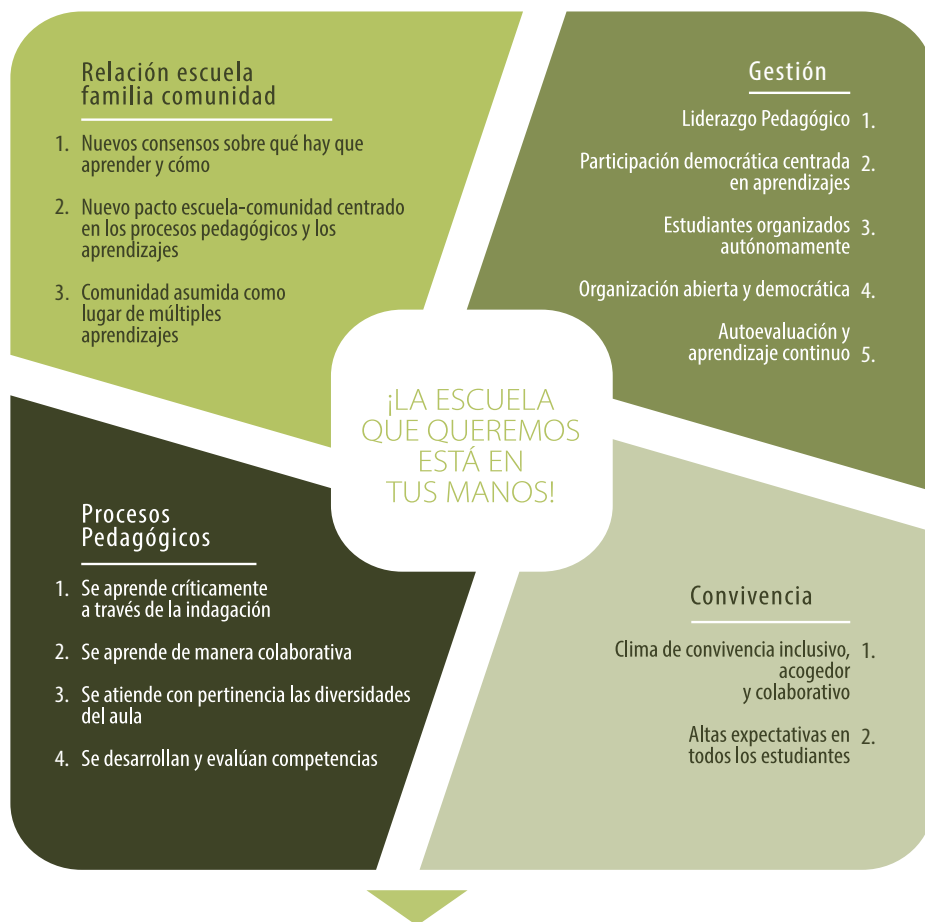 Relación escuela
familia comunidad
1. Nuevos consensos sobre qué hay que
aprender y cómo
2. Nuevo pacto escuela-comunidad centrado
en los procesos pedagógicos y los
aprendizajes
3. Comunidad asumida como
lugar de múltiples
aprendizajes
Gestión
Liderazgo Pedagógico 1.
Participación democrática centrada 2.
en aprendizajes
Estudiantes organizados 3.
autónomamente
Organización abierta y democrática 4.
Autoevaluación y
aprendizaje continuo 5.
¡LA ESCUELA
QUE QUEREMOS
ESTÁ EN
TUS MANOS!
Procesos
Pedagógicos
1. Se aprende críticamente
a través de la indagación
2. Se aprende de manera colaborativa
3. Se atiende con pertinencia las diversidades
del aula
4. Se desarrollan y evalúan competencias
Convivencia
Clima de convivencia inclusivo, 1.
acogedor
y colaborativo
Altas expectativas en 2.
todos los estudiantes